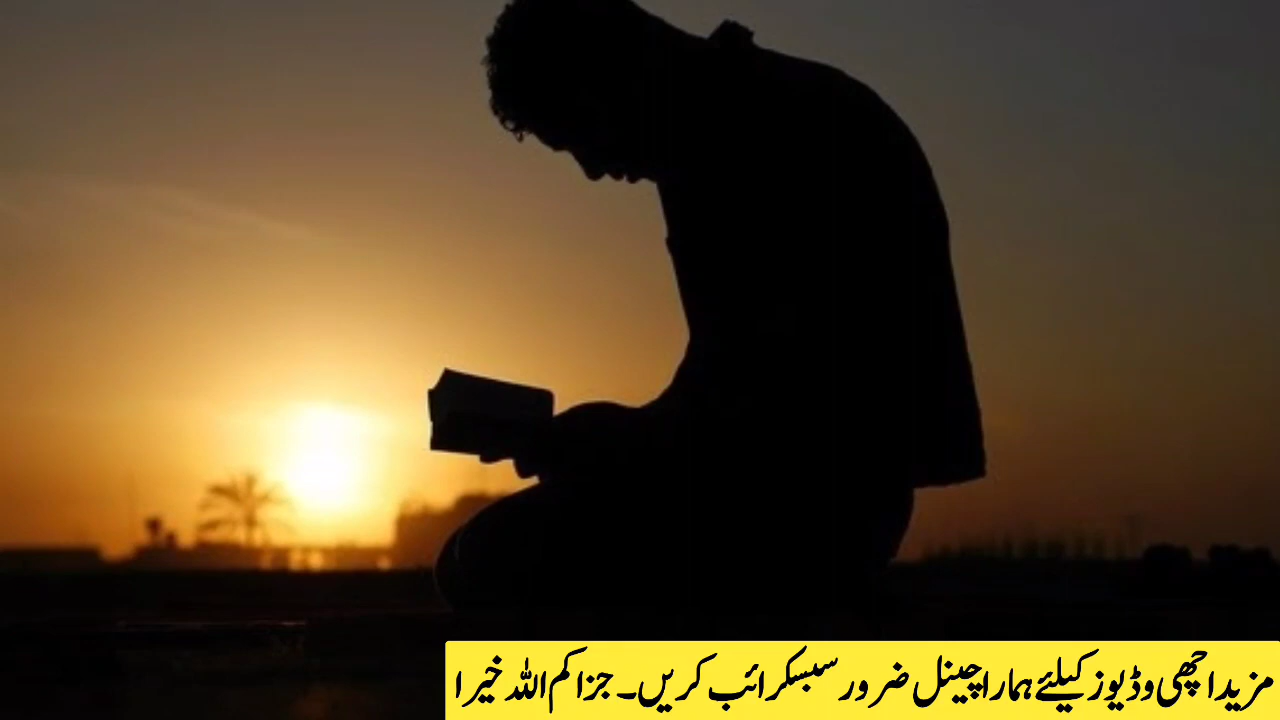 مزید اچھی وڈیوز کیلئے ہمارا چینل ضرور سبسکرائب کریں۔ جزاکم اللہ خیرا